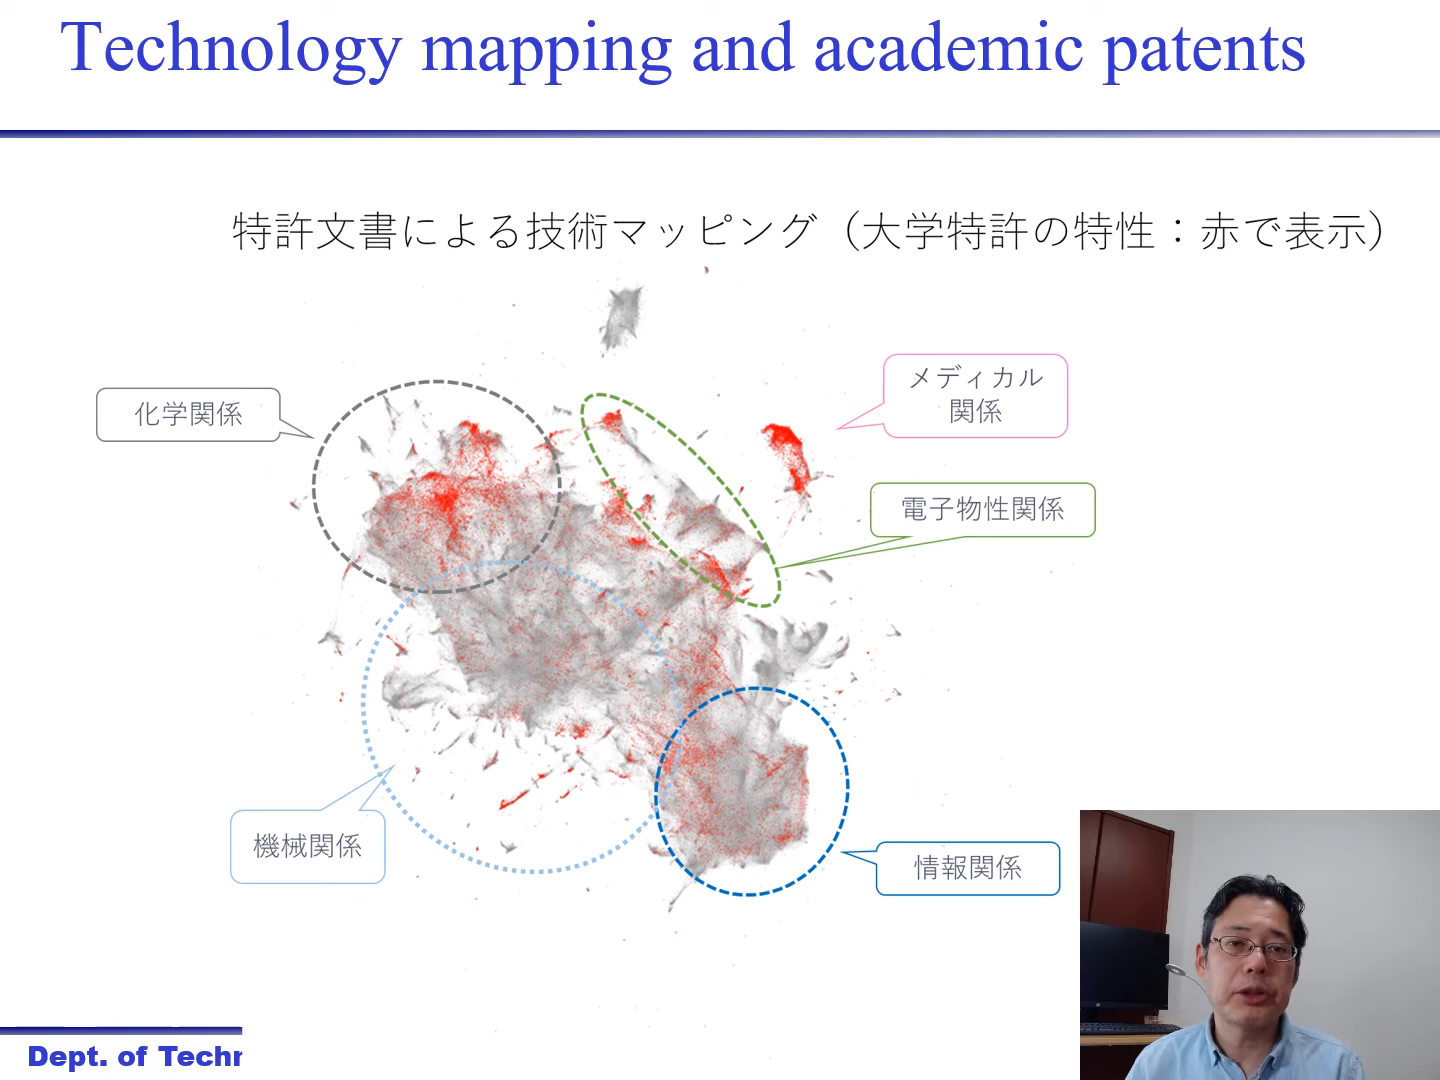 Technology mapping and academic patents
特許文書による技術マッピング（大学特許の特性：赤で表示）
メディカル
関係
化学関係
電子物性関係
機械関係
情報関係
Dept. of Techn